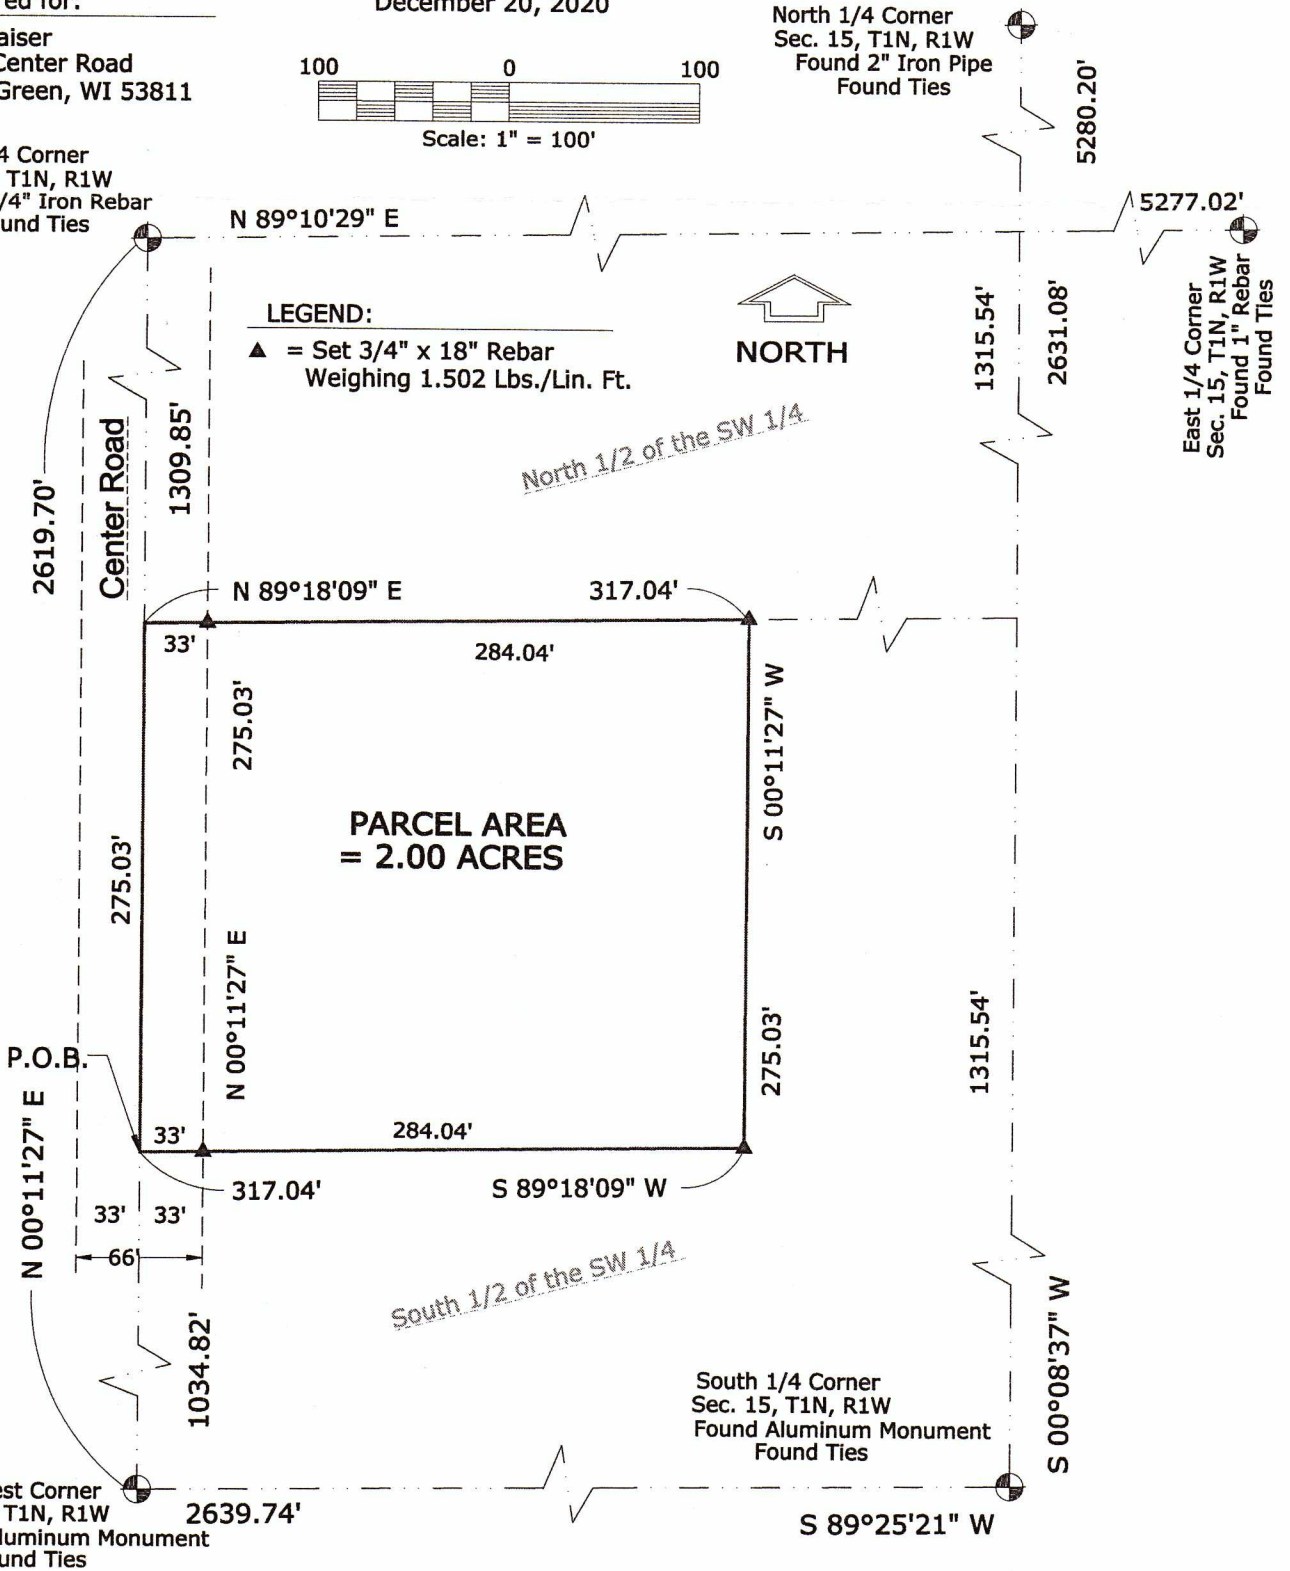 December 20, 2020
aiser
Center Road
Green, WI 53811
100 0 100
Scale: 1" = 100'
North 1/4 Corner
Sec. 15, T1N, R1W
Found 2" Iron Pipe
Found Ties
5280.20'
4 Corner
T1N, R1W
/4" Iron Rebar
und Ties
N 89°10'29" E
5277.02'
East 1/4 Corner
Sec. 15, T1N, R1W
Found 1" Rebar
Found Ties
LEGEND:
▲ = Set 3/4" x 18" Rebar
Weighing 1.502 Lbs./Lin. Ft.
NORTH
1315.54'
2631.08'
North 1/2 of the SW 1/4
2619.70'
Center Road
1309.85'
N 89°18'09" E
317.04'
33'
284.04'
275.03'
S 00°11'27" W
PARCEL AREA
= 2.00 ACRES
275.03'
N 00°11'27" E
275.03'
1315.54'
P.O.B.
N 00°11'27" E
33'
284.04'
317.04'
S 89°18'09" W
33' 33'
66'
South 1/2 of the SW 1/4
1034.82'
South 1/4 Corner
Sec. 15, T1N, R1W
Found Aluminum Monument
Found Ties
S 00°08'37" W
est Corner
T1N, R1W
luminum Monument
und Ties
2639.74'
S 89°25'21" W